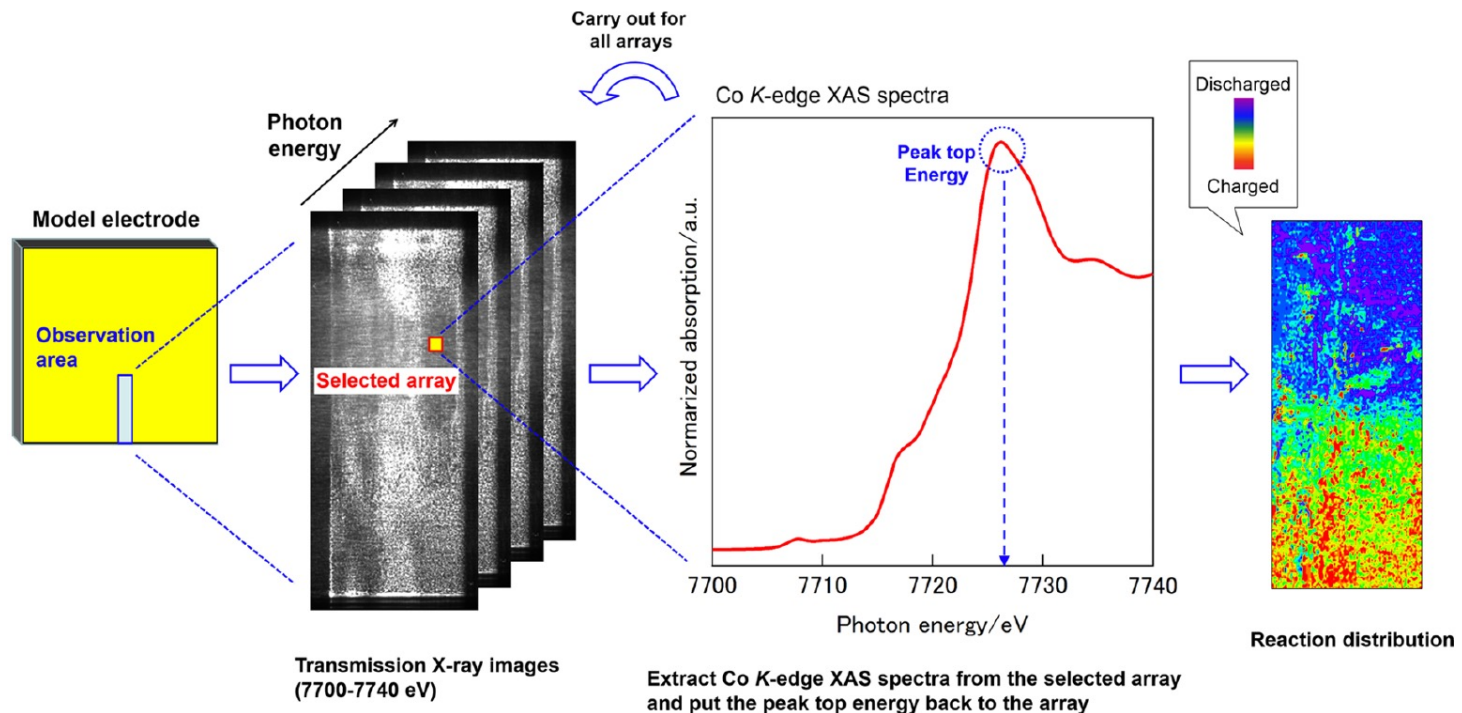 Carry out for
all arrays
Co K-edge XAS spectra
Discharged
Charged
Photon
energy
Peak top
Energy
Model electrode
Observation
area
Selected array
Normarized absorption/a.u.
7700
7710
7720
7730
7740
Photon energy/eV
Reaction distribution
Transmission X-ray images
(7700-7740 eV)
Extract Co K-edge XAS spectra from the selected array
and put the peak top energy back to the array